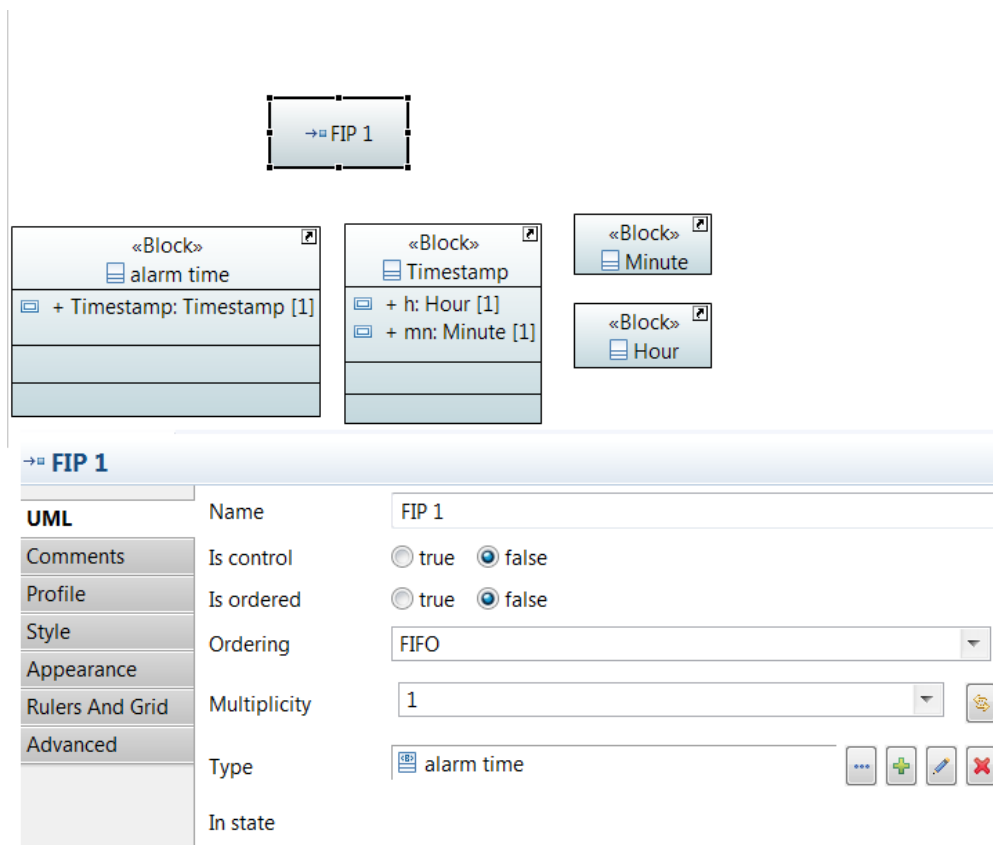 FIP 1
«Block»
alarm time
+ Timestamp: Timestamp [1]
«Block»
Timestamp
+ h: Hour [1]
+ mn: Minute [1]
«Block»
Minute
«Block»
Hour
FIP 1
UML
Comments
Profile
Style
Appearance
Rulers And Grid
Advanced
Name FIP 1
Is control true false
Is ordered true false
Ordering FIFO
Multiplicity 1
Type «B» alarm time
In state